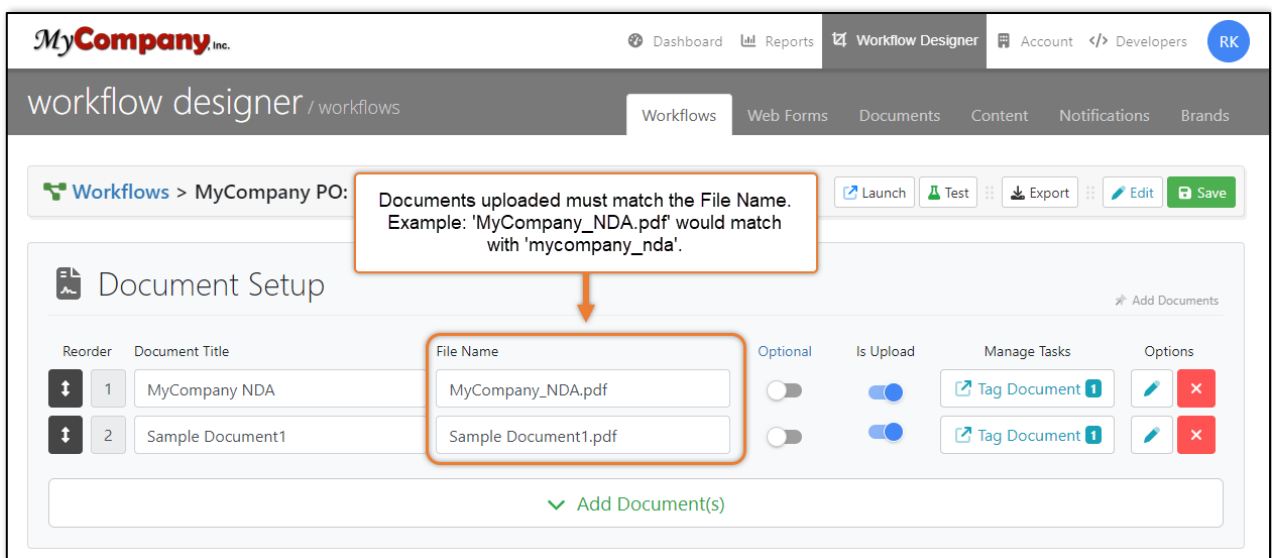 MyCompany, Inc.
Dashboard Reports Workflow Designer Account </> Developers RK
workflow designer / workflows
Workflows Web Forms Documents Content Notifications Brands
Workflows > MyCompany PO:
Launch Test Export Edit Save
Documents uploaded must match the File Name.
Example: 'MyCompany_NDA.pdf' would match
with 'mycompany_nda'.
Document Setup
Add Documents
Reorder Document Title File Name Optional Is Upload Manage Tasks Options
1 MyCompany NDA MyCompany_NDA.pdf Tag Document 1
2 Sample Document1 Sample Document1.pdf Tag Document 1
Add Document(s)